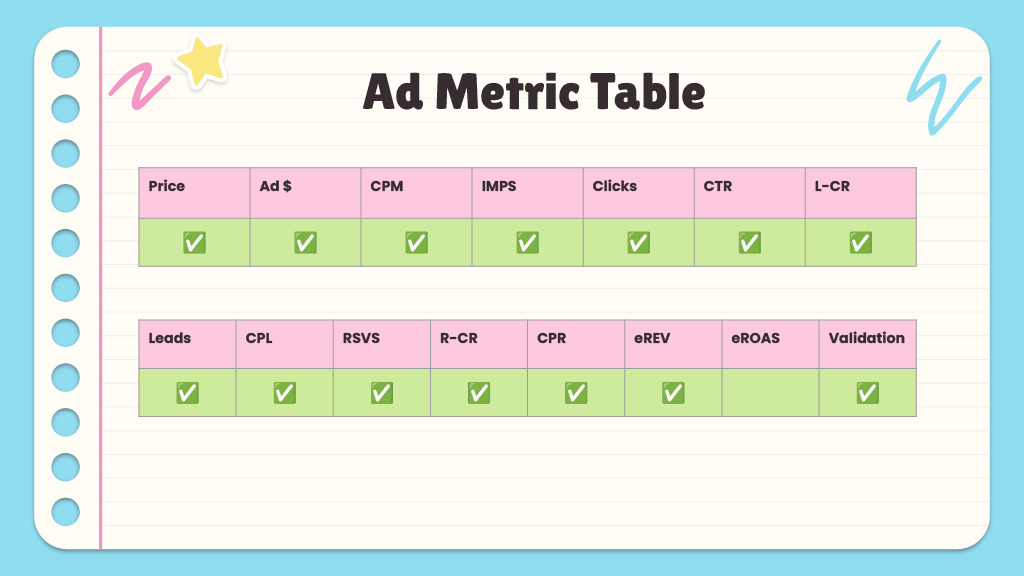 Ad Metric Table
Price Ad $ CPM IMPS Clicks CTR L-CR
✅ ✅ ✅ ✅ ✅ ✅ ✅
Leads CPL RSVS R-CR CPR eREV eROAS Validation
✅ ✅ ✅ ✅ ✅ ✅ ✅